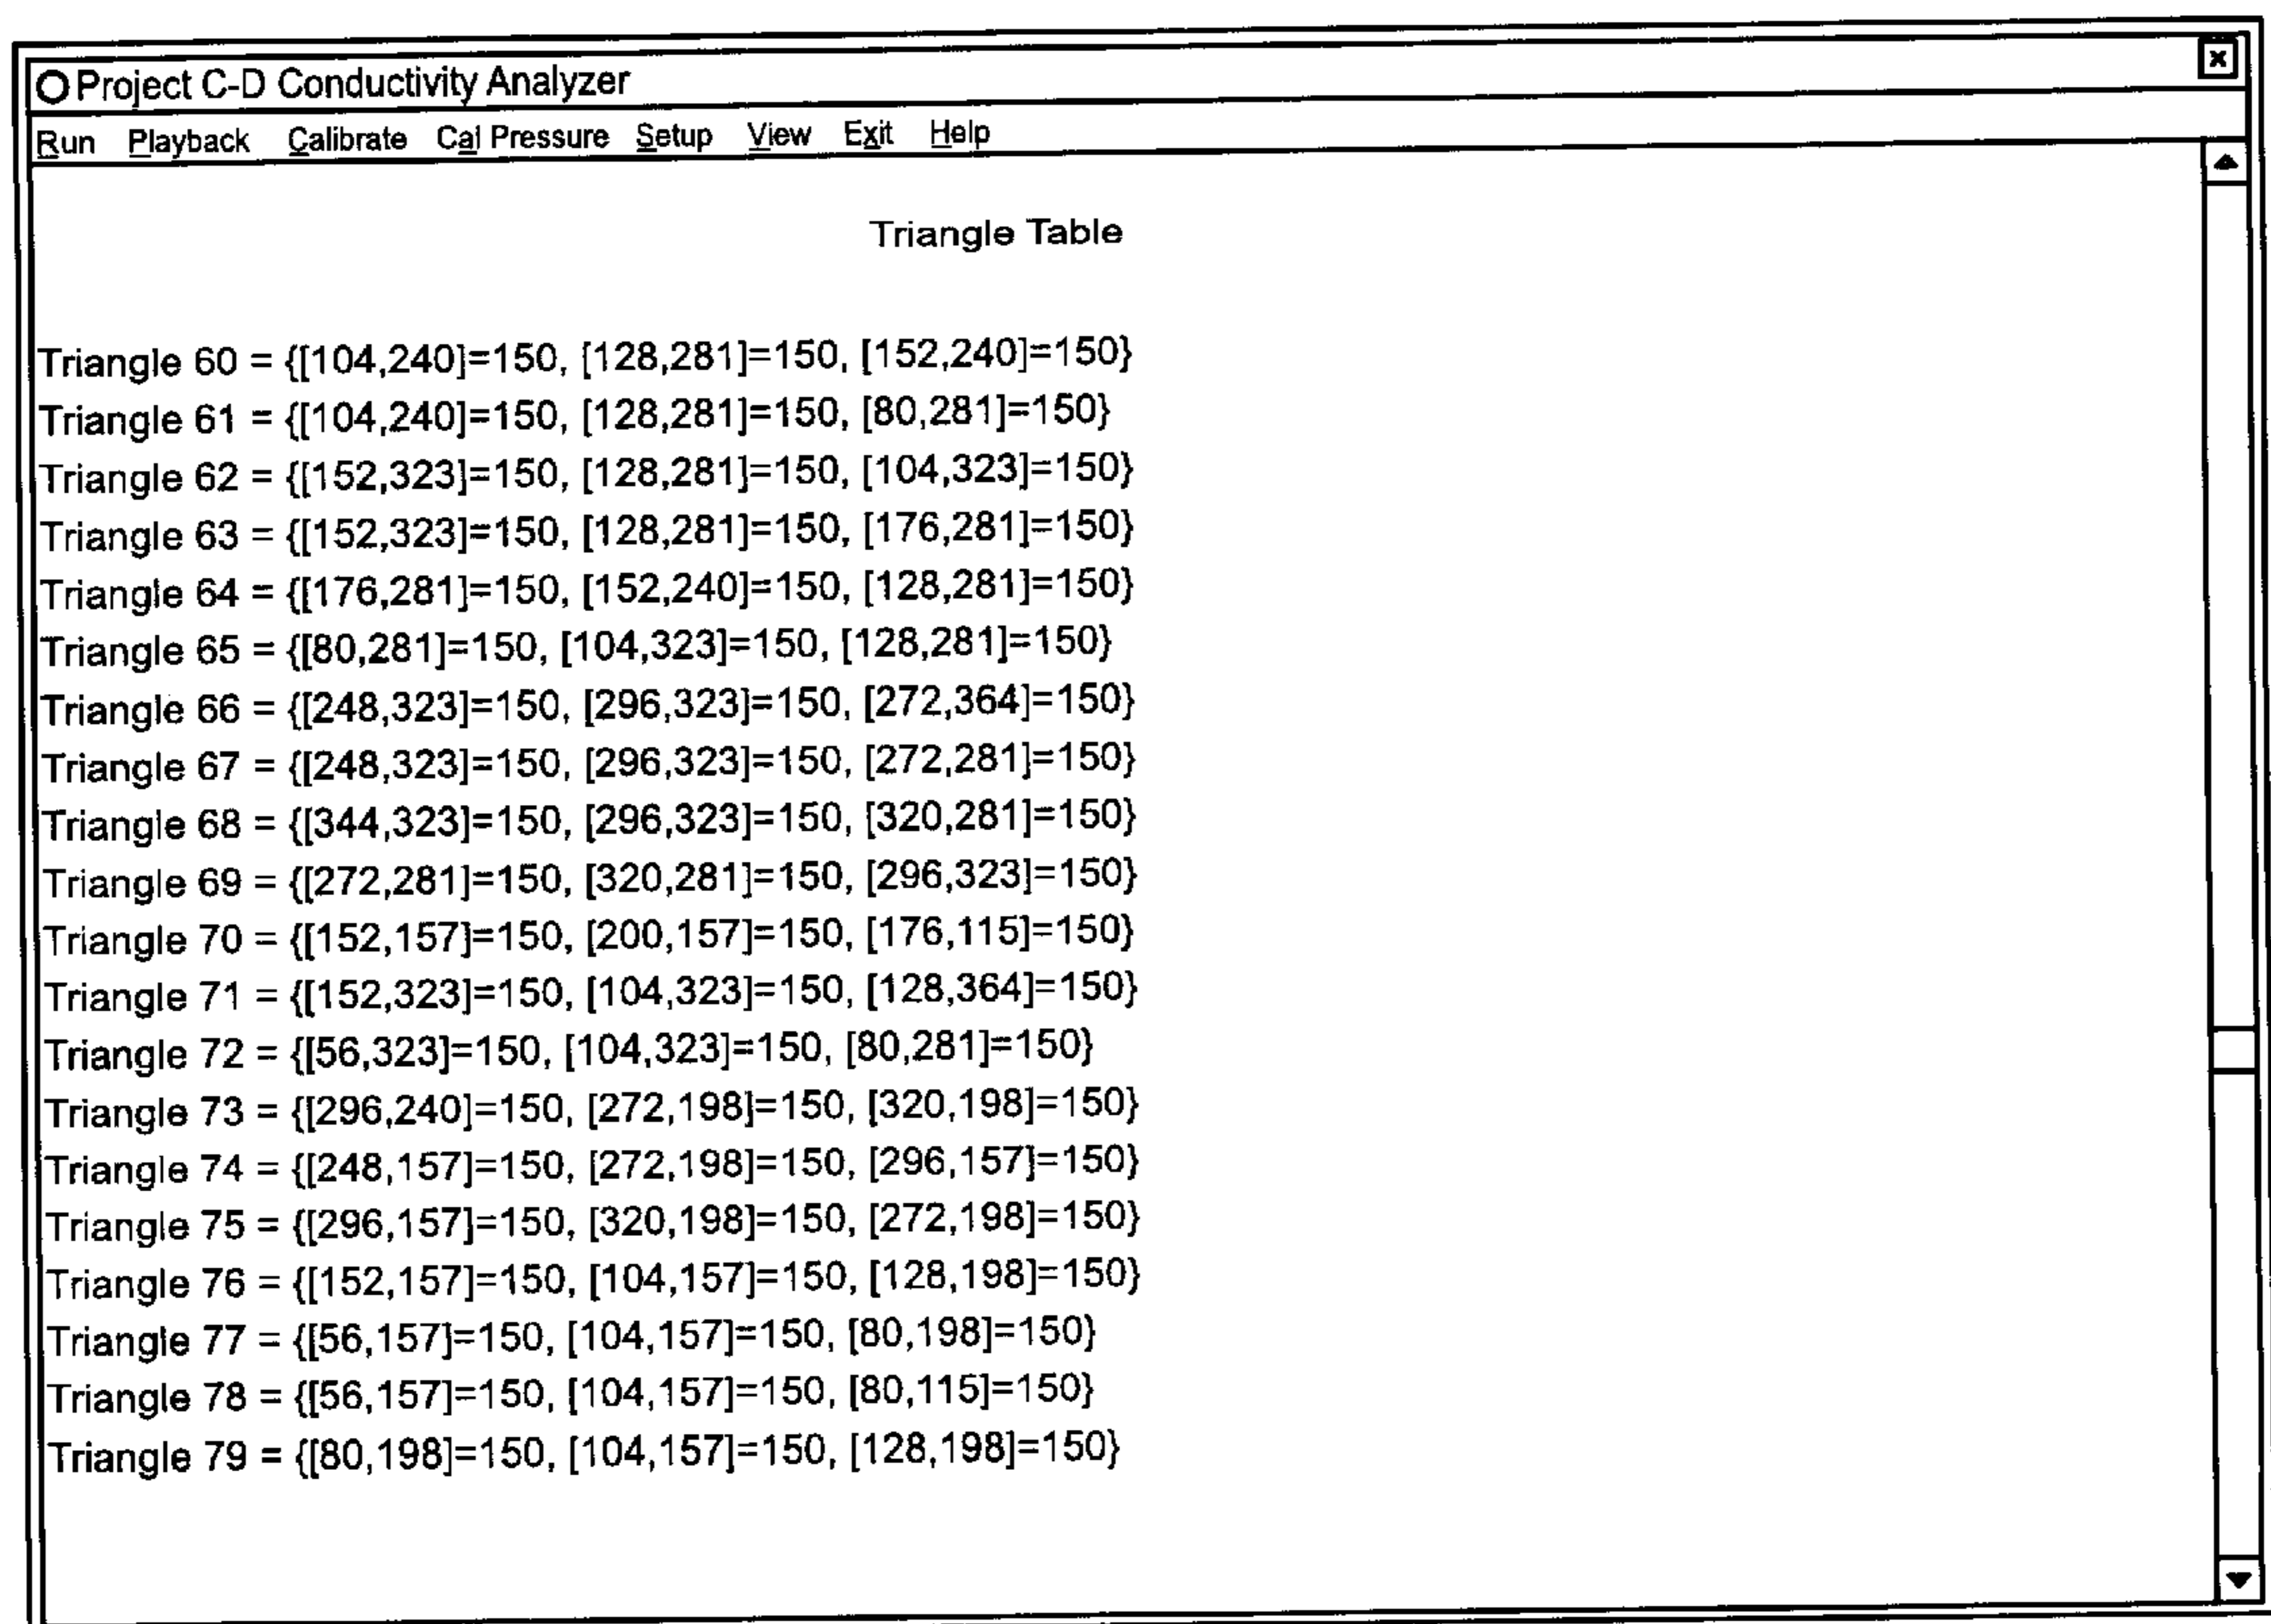 Project C-D Conductivity Analyzer
x
Run Playback Calibrate Cal Pressure Setup View Exit Help
Triangle Table
Triangle 60 = {[104,240]=150, [128,281]=150, [152,240]=150}
Triangle 61 = {[104,240]=150, [128,281]=150, [80,281]=150}
Triangle 62 = {[152,323]=150, [128,281]=150, [104,323]=150}
Triangle 63 = {[152,323]=150, [128,281]=150, [176,281]=150}
Triangle 64 = {[176,281]=150, [152,240]=150, [128,281]=150}
Triangle 65 = {[80,281]=150, [104,323]=150, [128,281]=150}
Triangle 66 = {[248,323]=150, [296,323]=150, [272,364]=150}
Triangle 67 = {[248,323]=150, [296,323]=150, [272,281]=150}
Triangle 68 = {[344,323]=150, [296,323]=150, [320,281]=150}
Triangle 69 = {[272,281]=150, [320,281]=150, [296,323]=150}
Triangle 70 = {[152,157]=150, [200,157]=150, [176,115]=150}
Triangle 71 = {[152,323]=150, [104,323]=150, [128,364]=150}
Triangle 72 = {[56,323]=150, [104,323]=150, [80,281]=150}
Triangle 73 = {[296,240]=150, [272,198]=150, [320,198]=150}
Triangle 74 = {[248,157]=150, [272,198]=150, [296,157]=150}
Triangle 75 = {[296,157]=150, [320,198]=150, [272,198]=150}
Triangle 76 = {[152,157]=150, [104,157]=150, [128,198]=150}
Triangle 77 = {[56,157]=150, [104,157]=150, [80,198]=150}
Triangle 78 = {[56,157]=150, [104,157]=150, [80,115]=150}
Triangle 79 = {[80,198]=150, [104,157]=150, [128,198]=150}